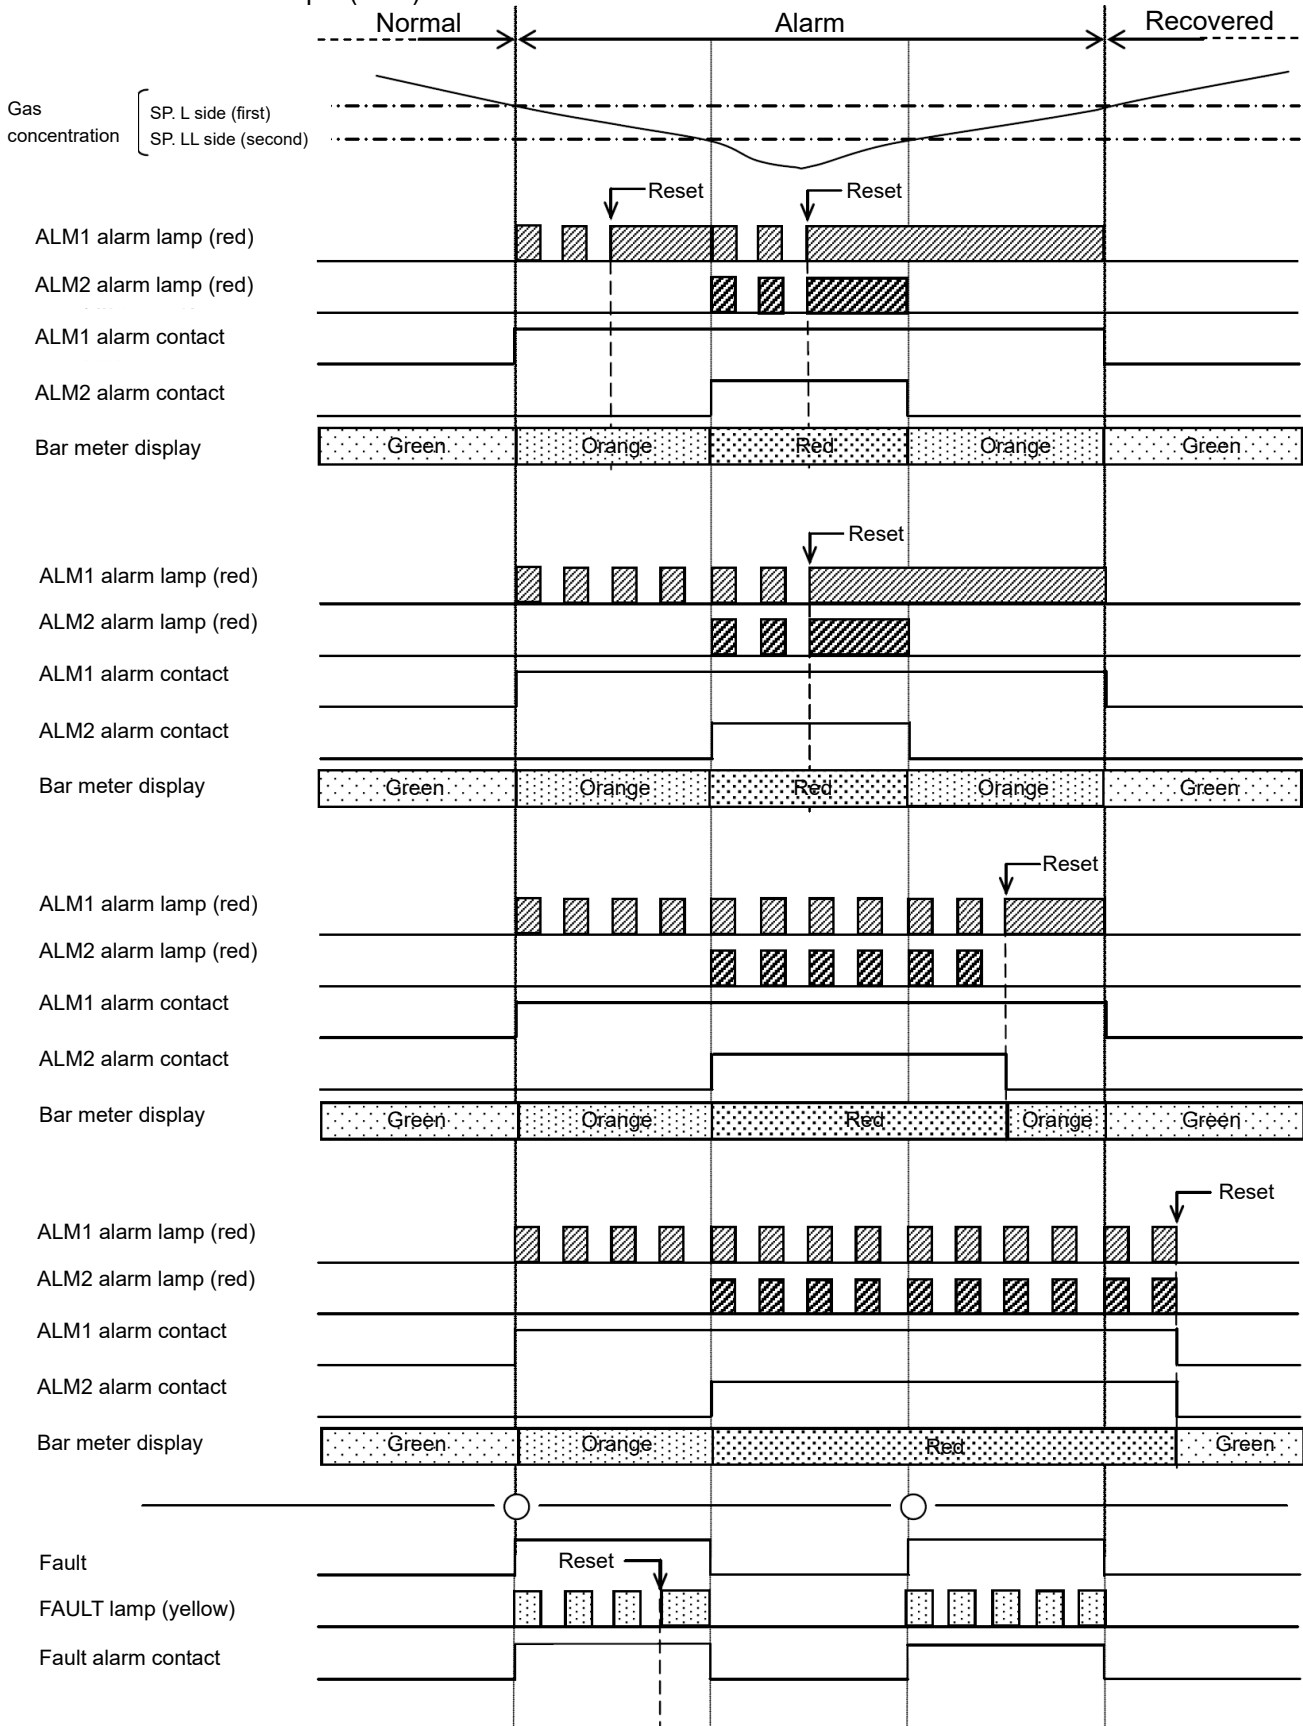 Normal Alarm Recovered
Gas
concentration
SP. L side (first)
SP. LL side (second)
Reset Reset
ALM1 alarm lamp (red)
ALM2 alarm lamp (red)
ALM1 alarm contact
ALM2 alarm contact
Bar meter display Green Orange Red Orange Green
Reset
ALM1 alarm lamp (red)
ALM2 alarm lamp (red)
ALM1 alarm contact
ALM2 alarm contact
Bar meter display Green Orange Red Orange Green
Reset
ALM1 alarm lamp (red)
ALM2 alarm lamp (red)
ALM1 alarm contact
ALM2 alarm contact
Bar meter display Green Orange Red Orange Green
Reset
ALM1 alarm lamp (red)
ALM2 alarm lamp (red)
ALM1 alarm contact
ALM2 alarm contact
Bar meter display Green Orange Red Green
Fault Reset
FAULT lamp (yellow)
Fault alarm contact